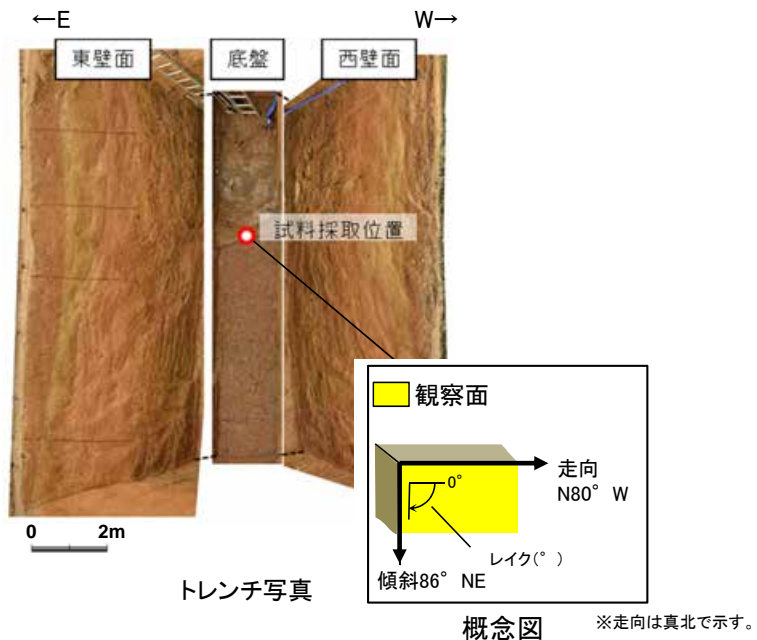 ←E
W→
東壁面
底盤
西壁面
試料採取位置
観察面
0°
走向
N80°W
レイク(°)
傾斜86°NE
0 2m
トレンチ写真
概念図
※走向は真北で示す。